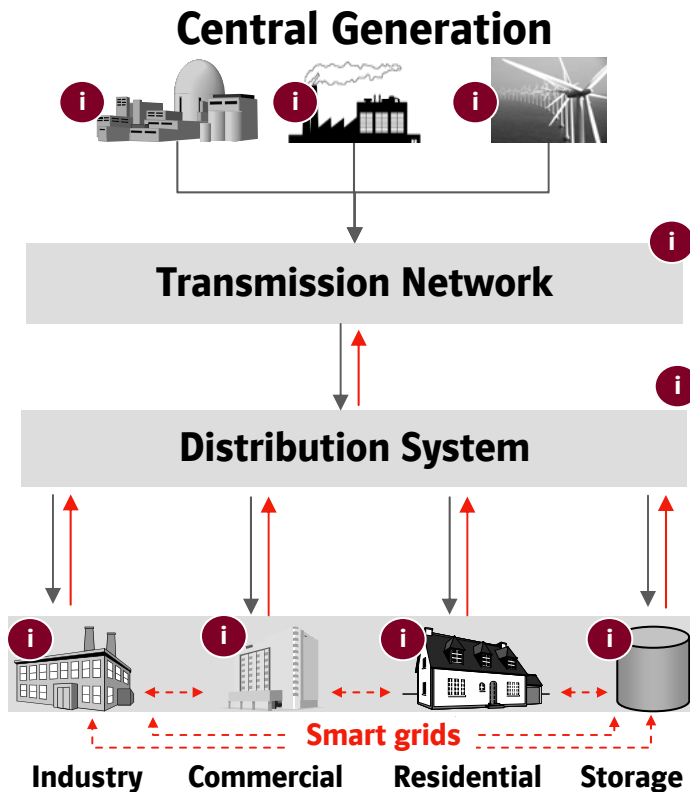 Central Generation
i i i
i
Transmission Network
i
Distribution System
i i i i
Smart grids
Industry Commercial Residential Storage